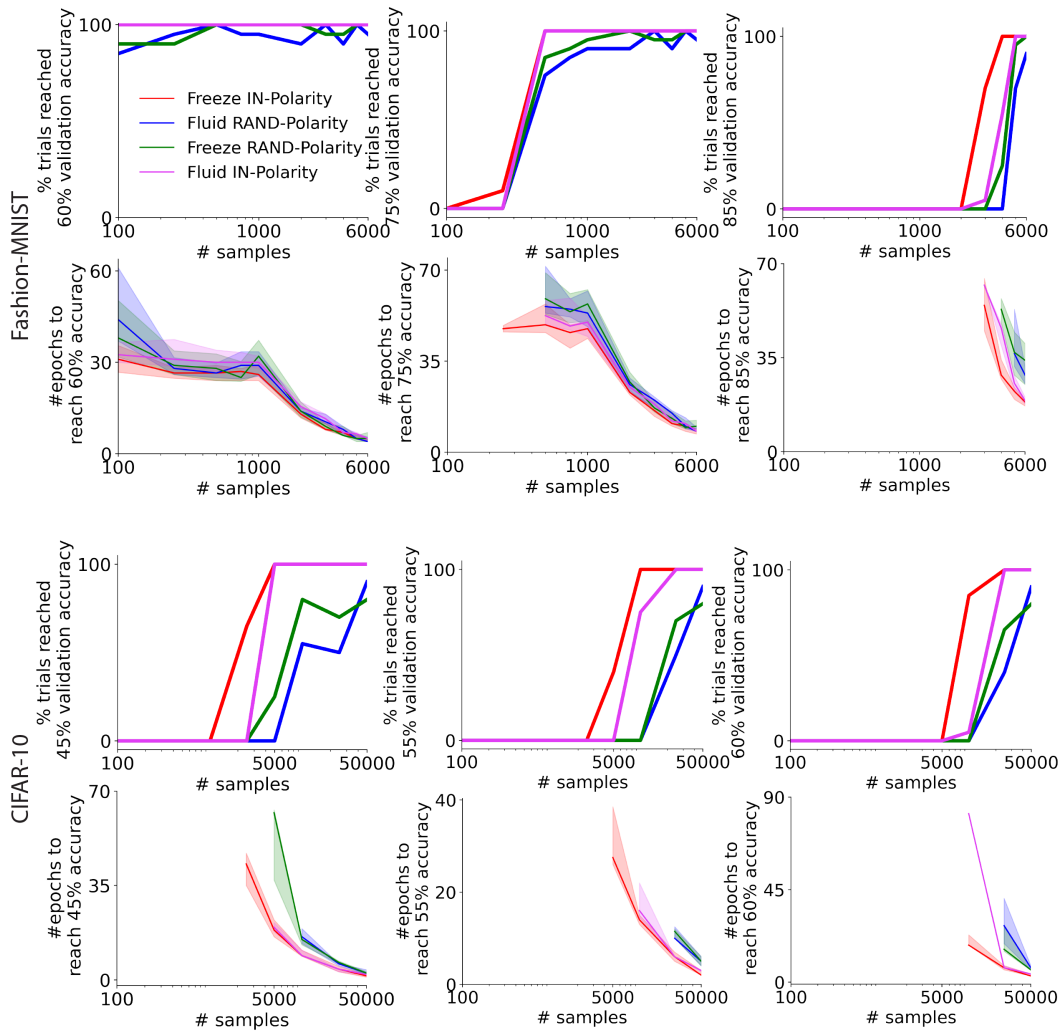 Fashion-MNIST
% trials reached
60% validation accuracy
100
0
100
1000
6000
# samples
Freeze IN-Polarity
Fluid RAND-Polarity
Freeze RAND-Polarity
Fluid IN-Polarity
% trials reached
75% validation accuracy
100
0
100
1000
6000
# samples
% trials reached
85% validation accuracy
100
0
100
1000
6000
# samples
#epochs to
reach 60% accuracy
60
30
0
100
1000
6000
# samples
#epochs to
reach 75% accuracy
70
35
0
100
1000
6000
# samples
#epochs to
reach 85% accuracy
70
35
0
100
1000
6000
# samples
CIFAR-10
% trials reached
45% validation accuracy
100
0
100
5000
50000
# samples
% trials reached
55% validation accuracy
100
0
100
5000
50000
# samples
% trials reached
60% validation accuracy
100
0
100
5000
50000
# samples
#epochs to
reach 45% accuracy
70
35
0
100
5000
50000
# samples
#epochs to
reach 55% accuracy
40
20
0
100
5000
50000
# samples
#epochs to
reach 60% accuracy
90
45
0
100
5000
50000
# samples